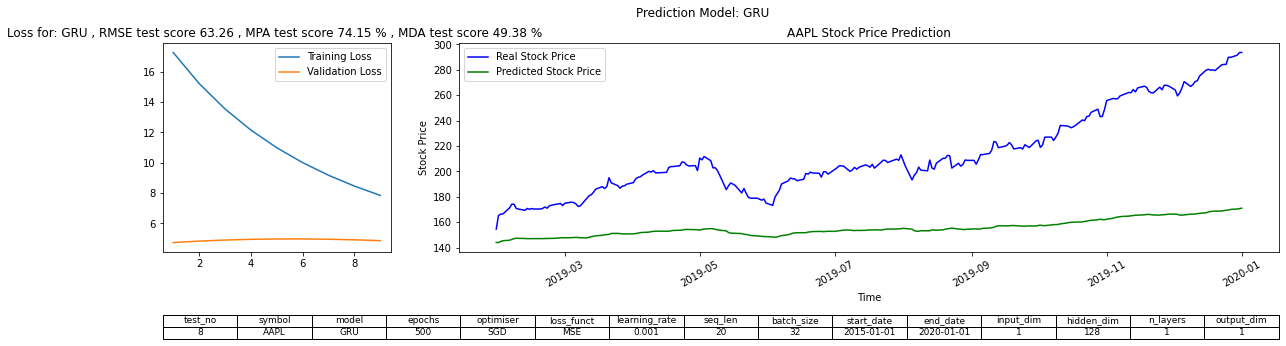 Prediction Model: GRU
Loss for: GRU , RMSE test score 63.26 , MPA test score 74.15 % , MDA test score 49.38 %
AAPL Stock Price Prediction
Training Loss
Validation Loss
16
14
12
10
8
6
2
4
6
8
Real Stock Price
Predicted Stock Price
Stock Price
300
280
260
240
220
200
180
160
140
2019-03
2019-05
2019-07
2019-09
2019-11
2020-01
Time
test_no symbol model epochs optimiser loss_funct learning_rate seq_len batch_size start_date end_date input_dim hidden_dim n_layers output_dim
8 AAPL GRU 500 SGD MSE 0.001 20 32 2015-01-01 2020-01-01 1 128 1 1